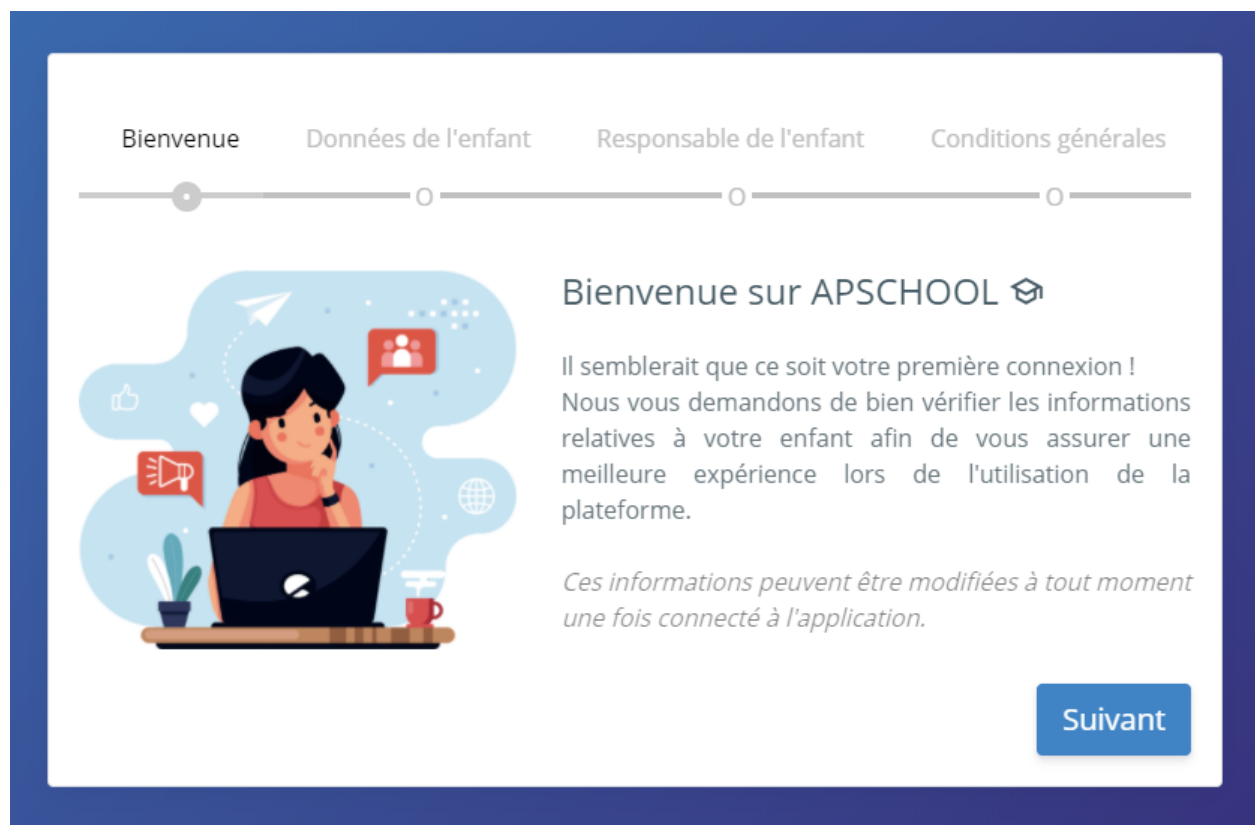 Bienvenue
Données de l'enfant
Responsable de l'enfant
Conditions générales
Bienvenue sur APSCHOOL
Il semblerait que ce soit votre première connexion !
Nous vous demandons de bien vérifier les informations
relatives à votre enfant afin de vous assurer une
meilleure expérience lors de l'utilisation de la
plateforme.
Ces informations peuvent être modifiées à tout moment
une fois connecté à l'application.
Suivant